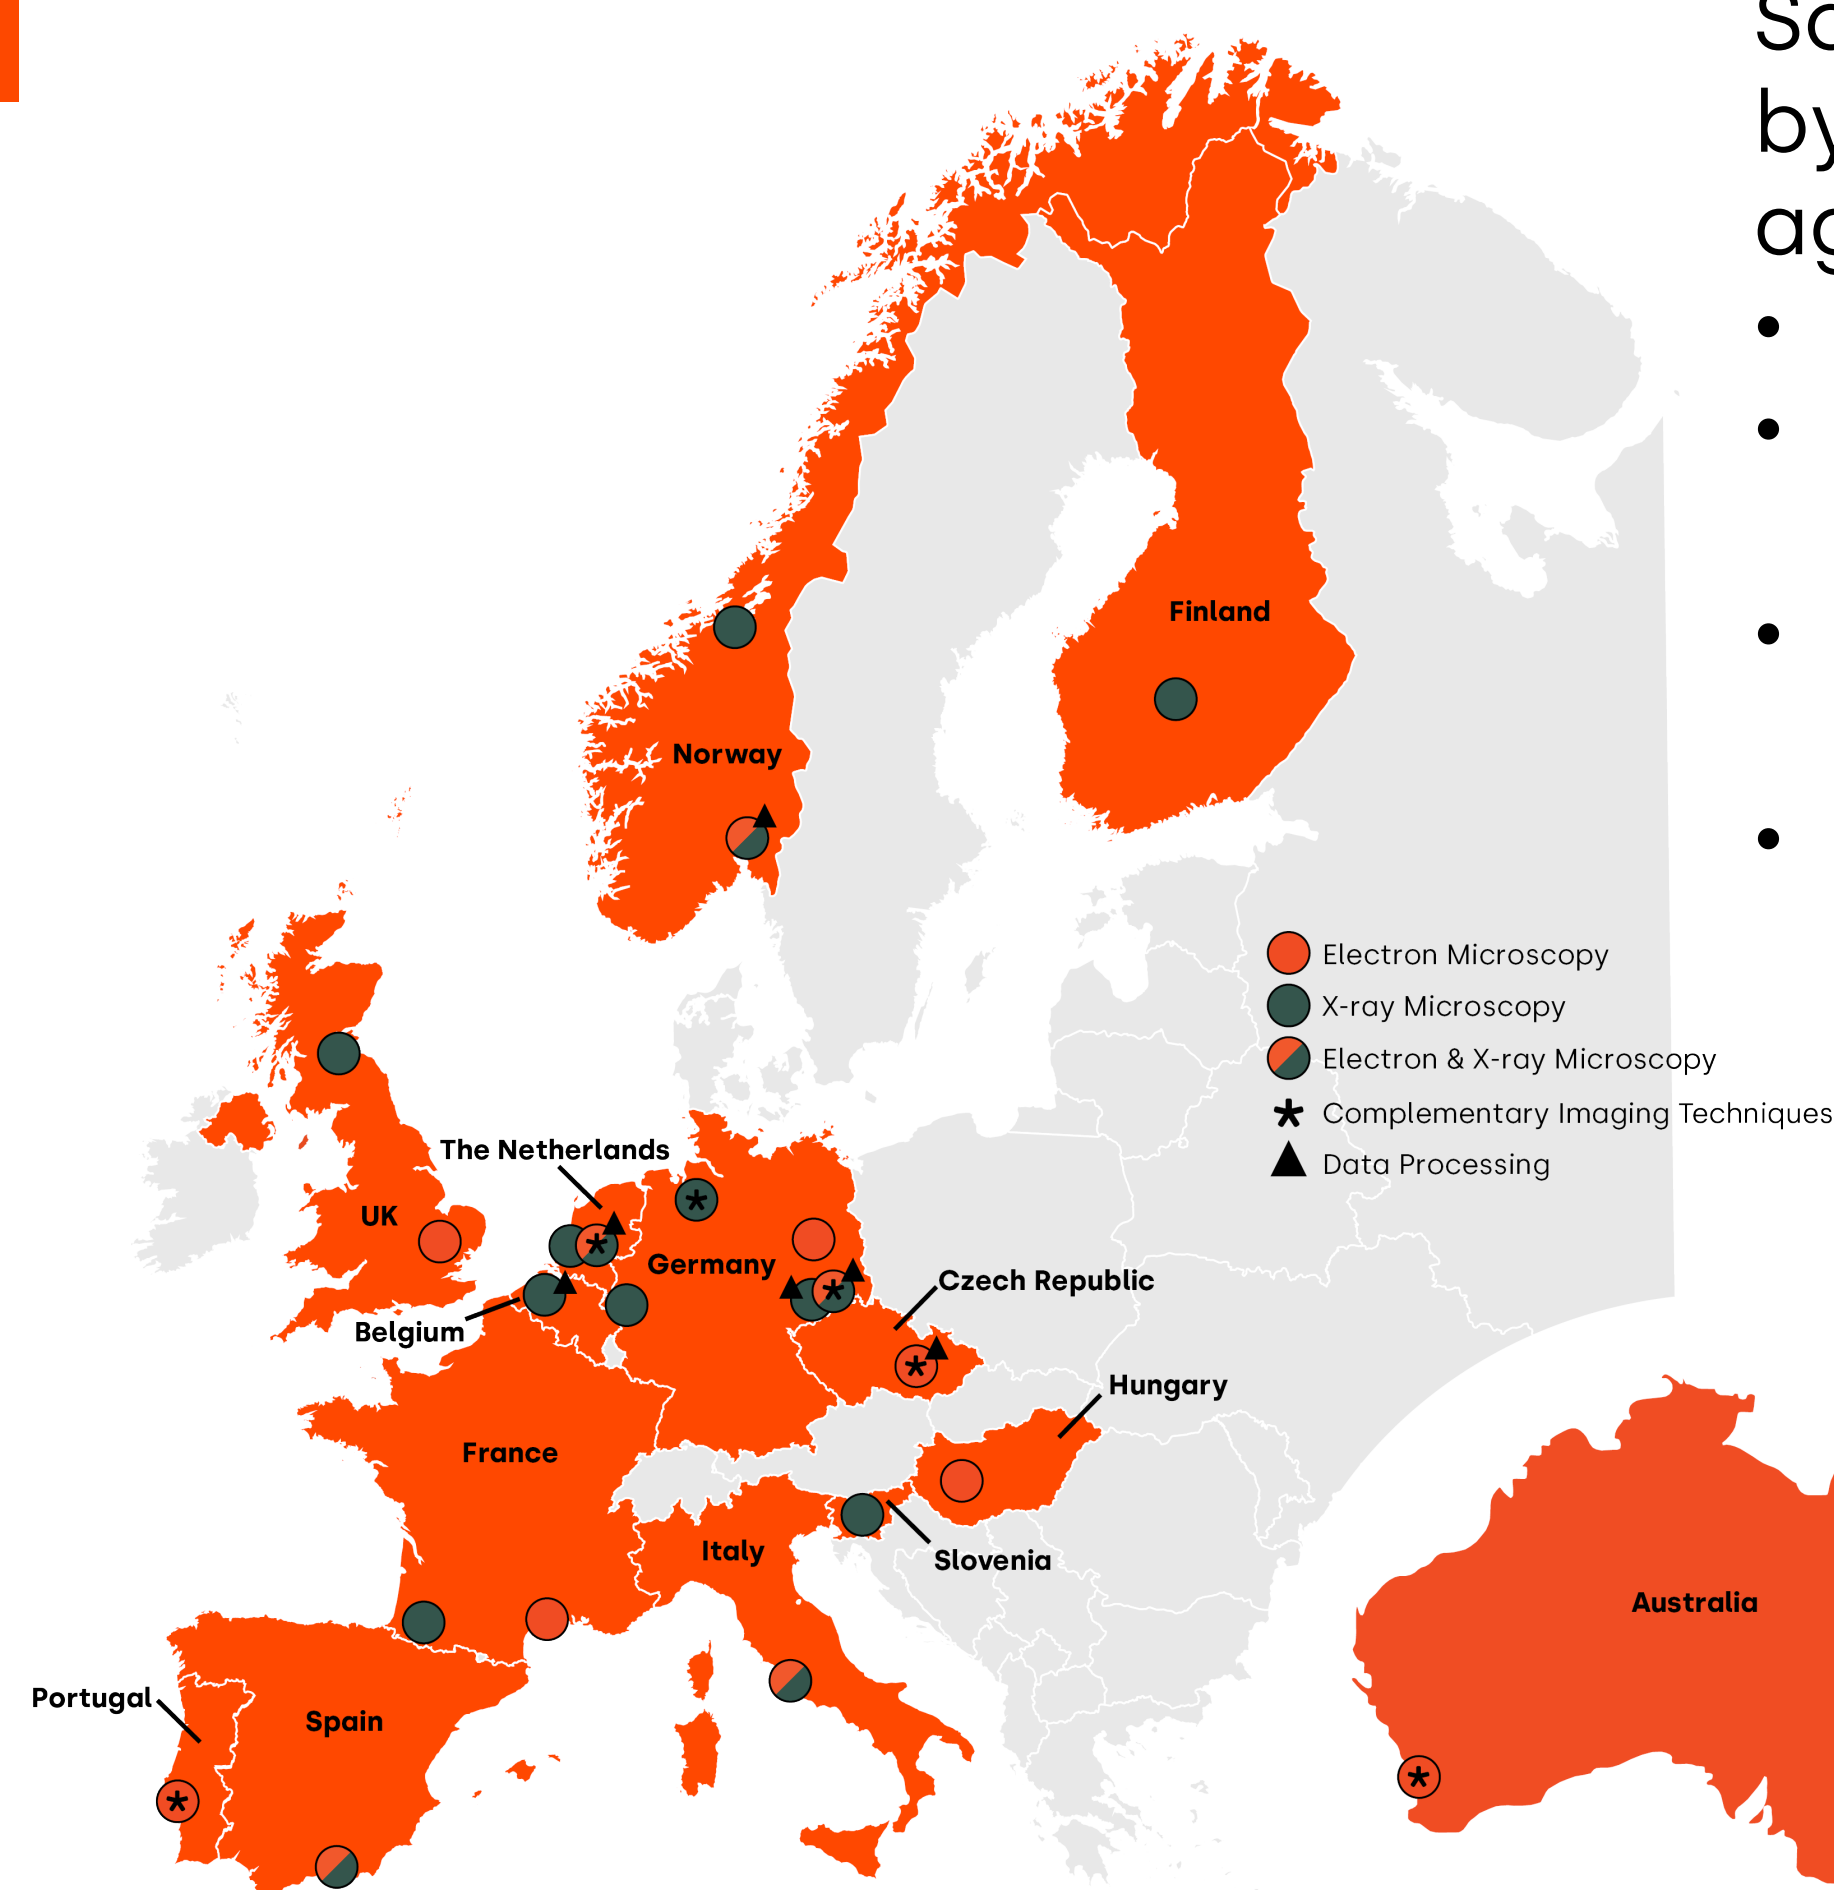 Finland
Norway
Electron Microscopy
X-ray Microscopy
Electron & X-ray Microscopy
Complementary Imaging Techniques
Data Processing
The Netherlands
UK
Germany
Czech Republic
Belgium
Hungary
France
Italy
Slovenia
Australia
Portugal
Spain